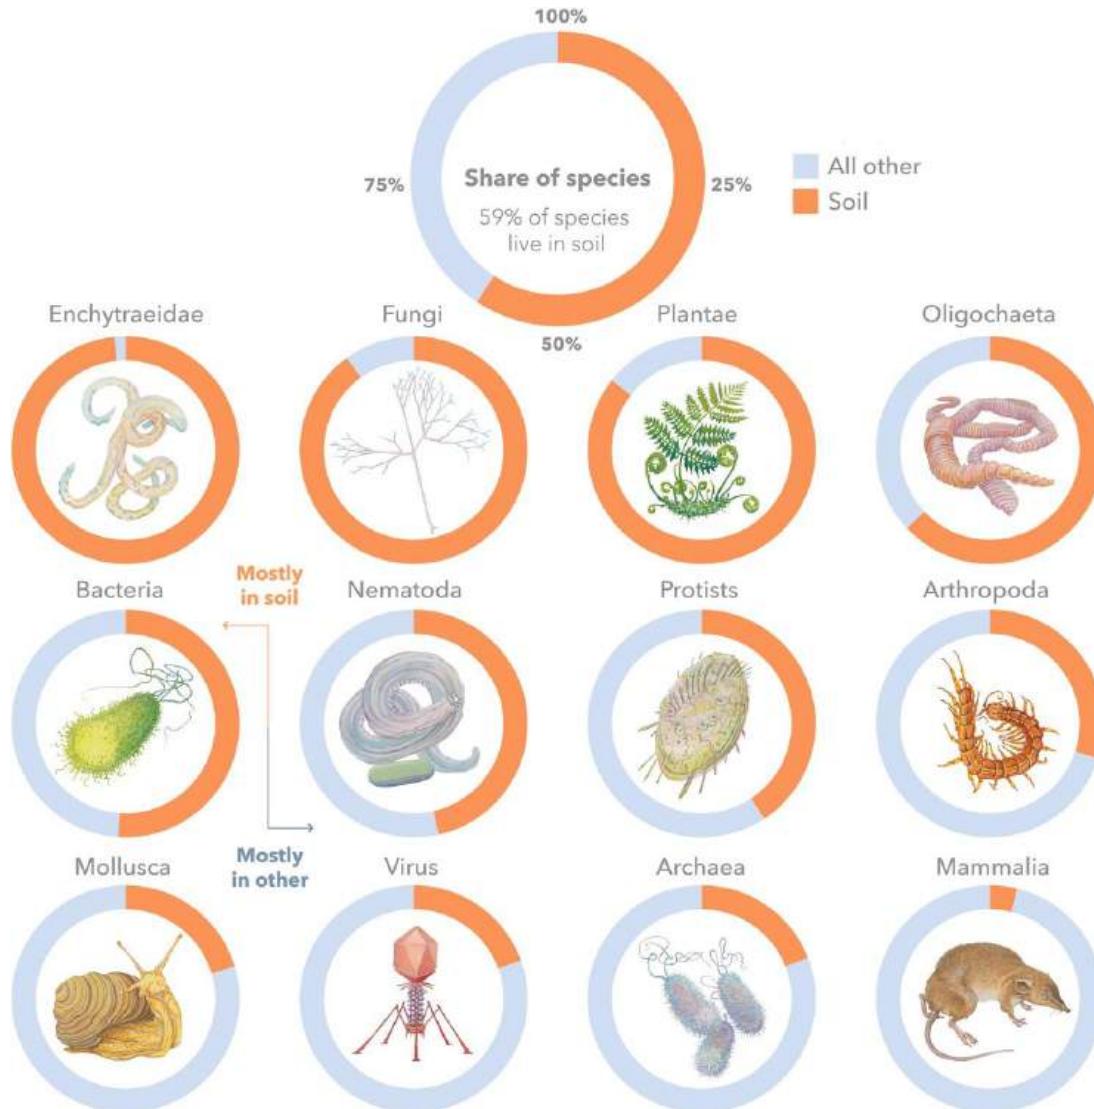 100%
75%
Share of species
25%
59% of species
live in soil
All other
Soil
50%
Enchytraeidae
Fungi
Plantae
Oligochaeta
Bacteria
Mostly
in soil
Nematoda
Protists
Arthropoda
Mostly
in other
Mollusca
Virus
Archaea
Mammalia